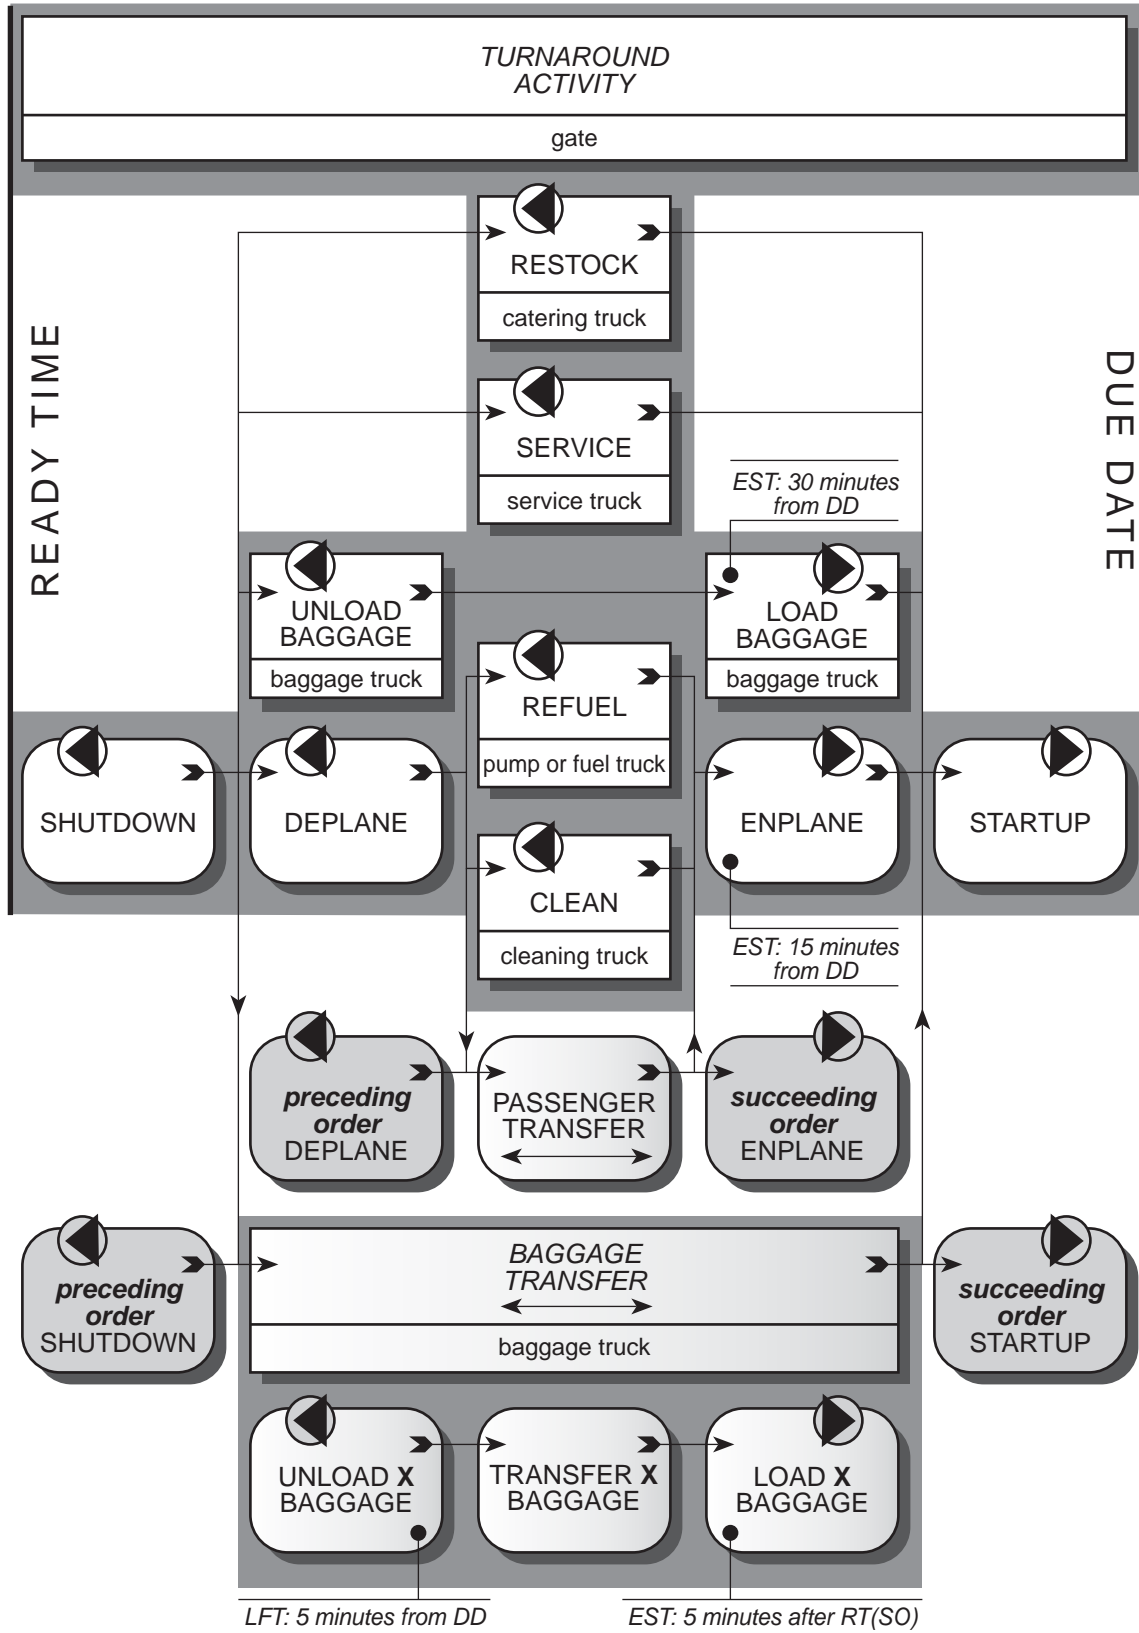 TURNAROUND
ACTIVITY
gate
RESTOCK
catering truck
READY TIME
DUE DATE
SERVICE
service truck
EST: 30 minutes
from DD
UNLOAD
BAGGAGE
baggage truck
LOAD
BAGGAGE
baggage truck
REFUEL
pump or fuel truck
SHUTDOWN
DEPLANE
ENPLANE
STARTUP
CLEAN
cleaning truck
EST: 15 minutes
from DD
preceding
order
DEPLANE
PASSENGER
TRANSFER
succeeding
order
ENPLANE
preceding
order
SHUTDOWN
BAGGAGE
TRANSFER
baggage truck
succeeding
order
STARTUP
UNLOAD X
BAGGAGE
TRANSFER X
BAGGAGE
LOAD X
BAGGAGE
LFT: 5 minutes from DD
EST: 5 minutes after RT(SO)